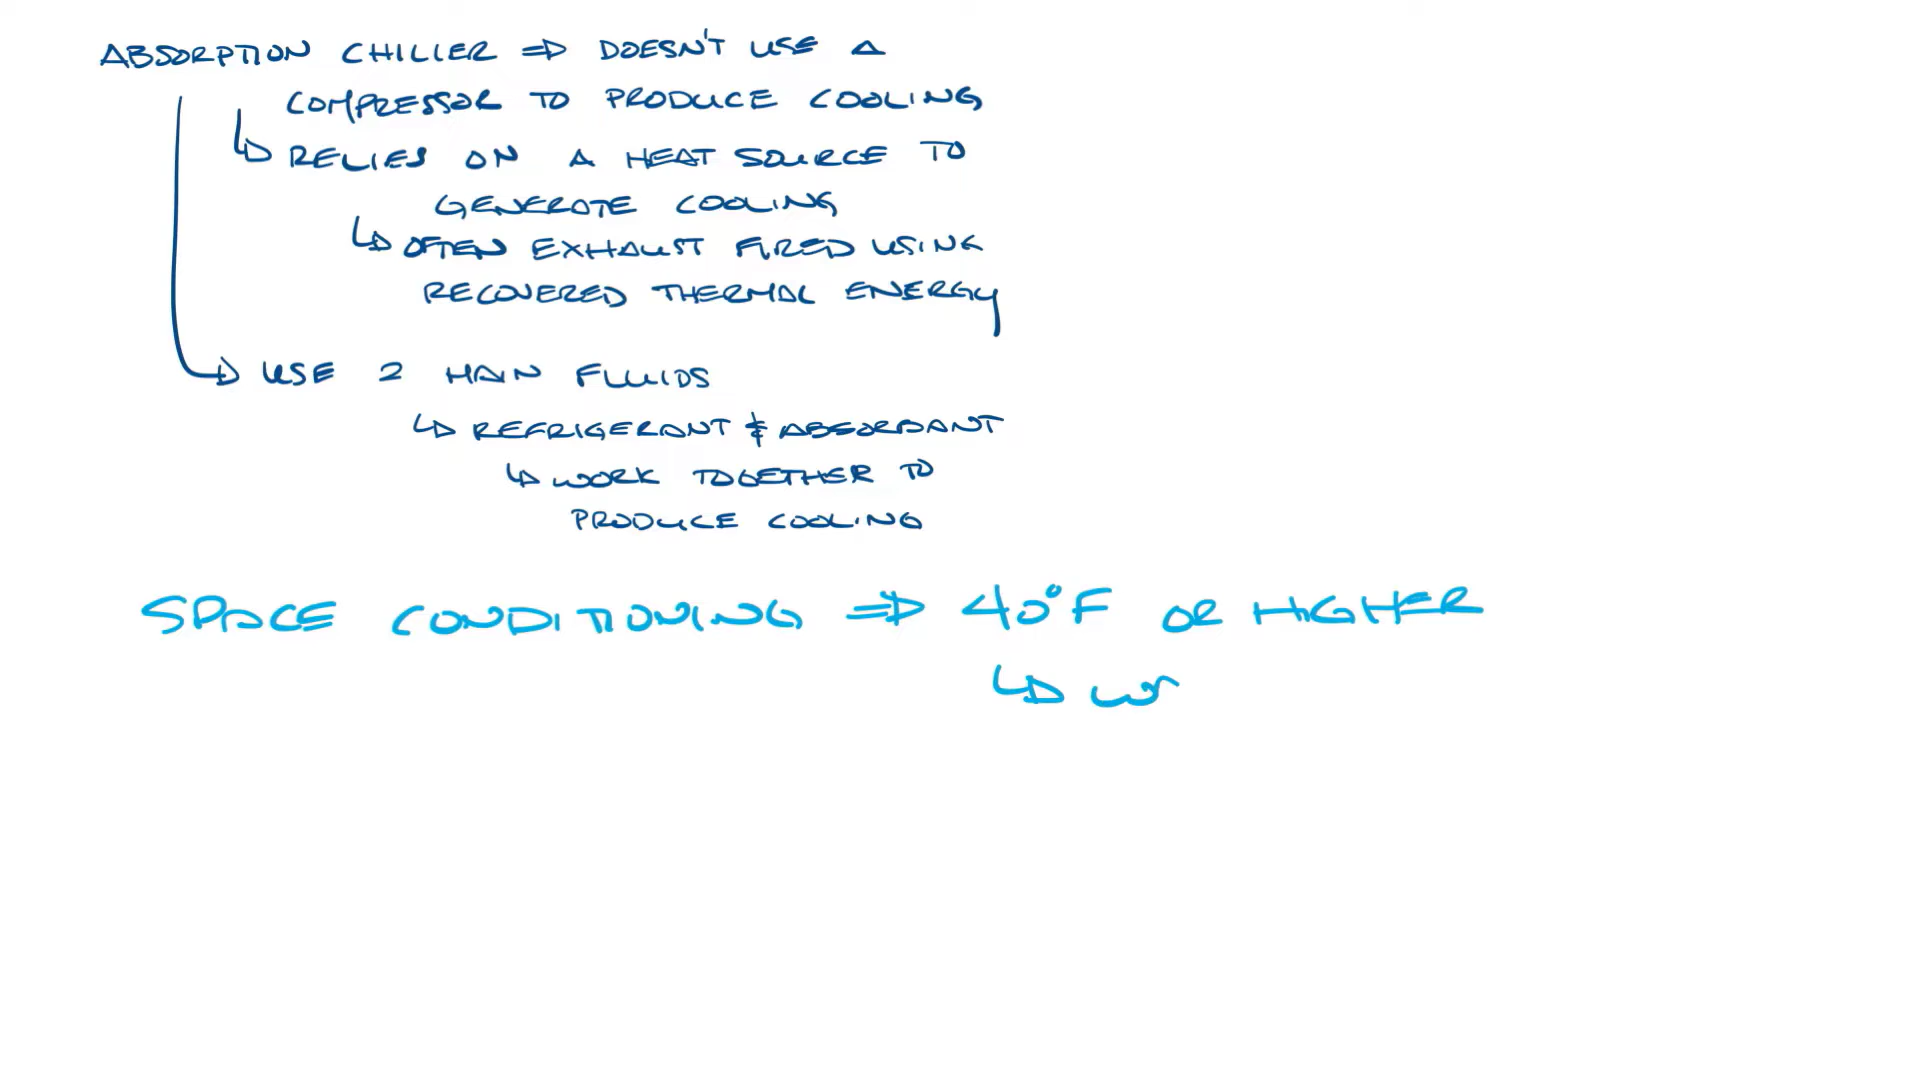 ABSORPTION CHILLER ⇒ DOESN'T USE A
COMPRESSOR TO PRODUCE COOLING
↳ RELIES ON A HEAT SOURCE TO
GENERATE COOLING
↳ OFTEN EXHAUST FIRED USING
RECOVERED THERMAL ENERGY
↳ USE 2 MAIN FLUIDS
↳ REFRIGERANT & ABSORBANT
↳ WORK TOGETHER TO
PRODUCE COOLING
SPACE CONDITIONING ⇒ 40°F OR HIGHER
↳